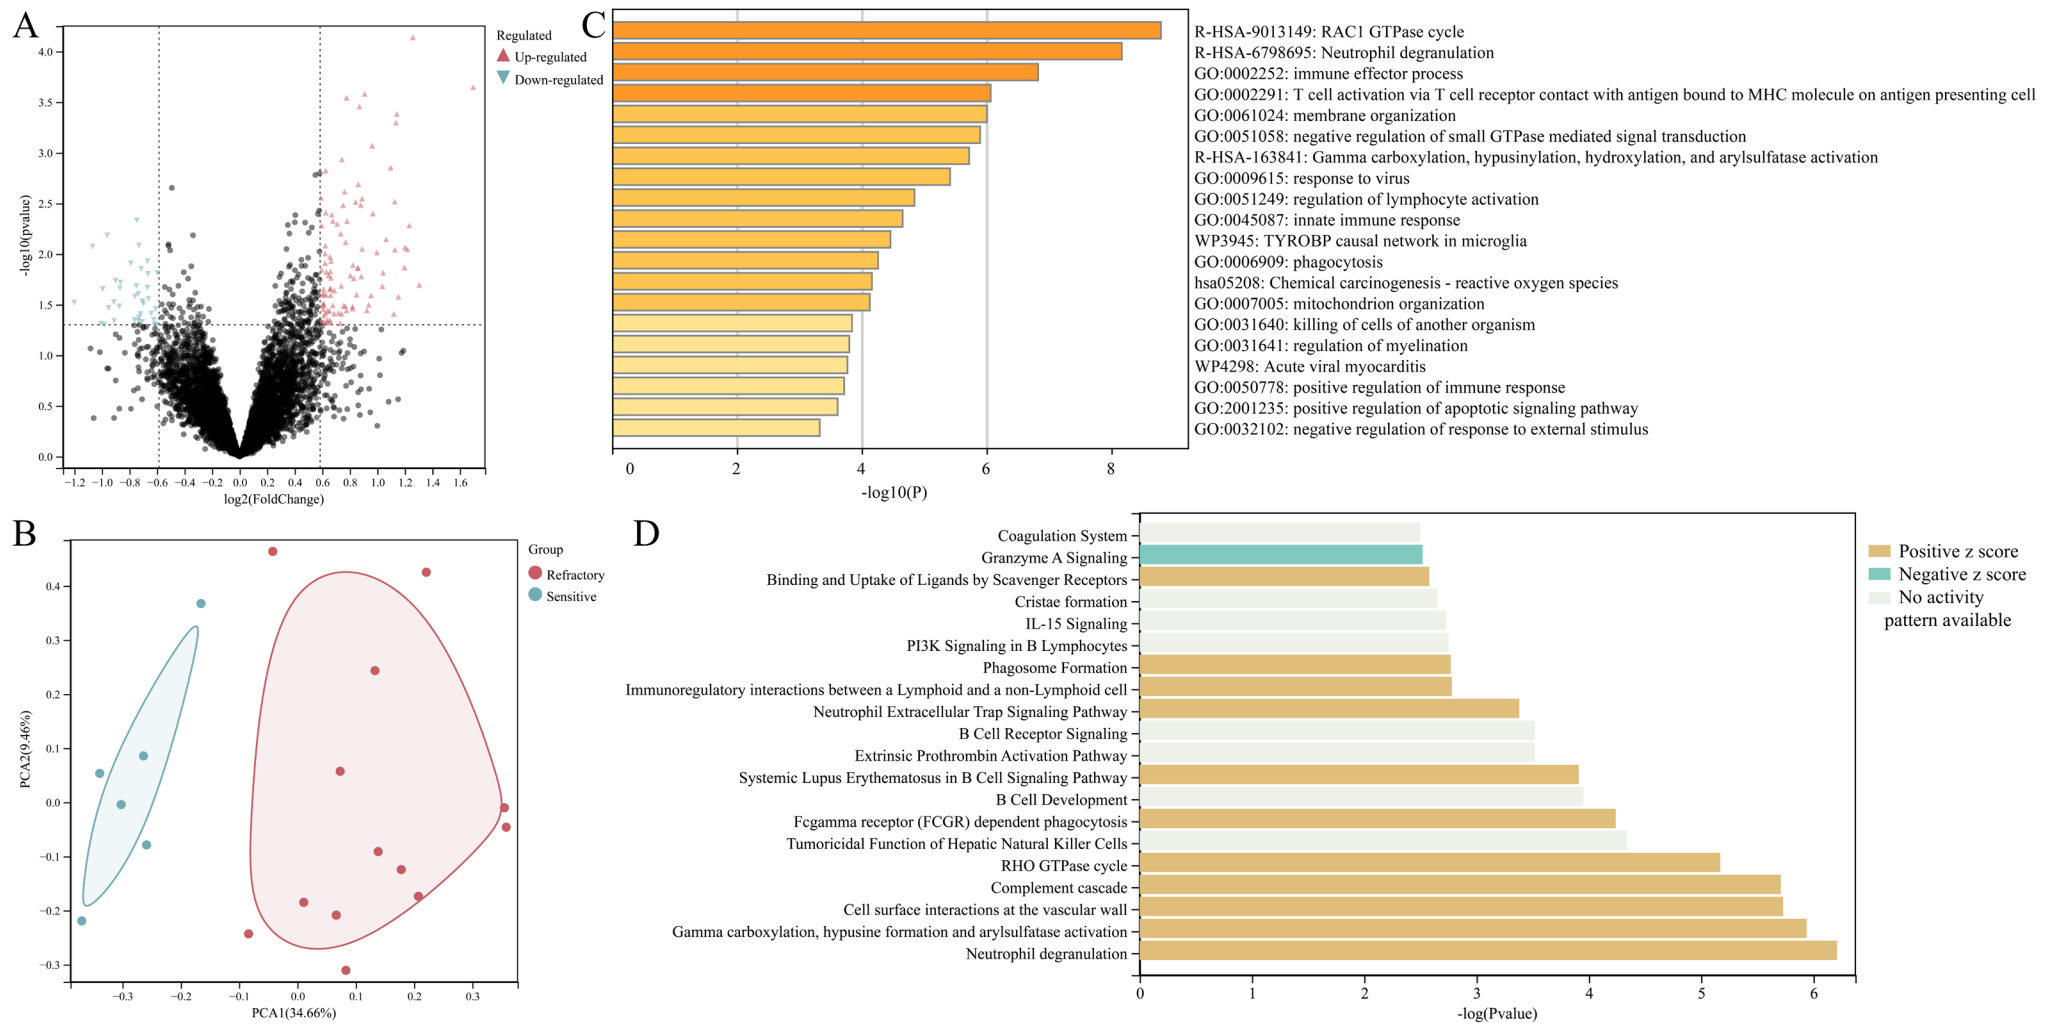 A
Regulated
Up-regulated
Down-regulated
4.0
3.5
3.0
2.5
2.0
1.5
1.0
0.5
0.0
-log10(pvalue)
−1.2 −1.0 −0.8 −0.6 −0.4 −0.2 0.0 0.2 0.4 0.6 0.8 1.0 1.2 1.4 1.6
log2(FoldChange)
C
R-HSA-9013149: RAC1 GTPase cycle
R-HSA-6798695: Neutrophil degranulation
GO:0002252: immune effector process
GO:0002291: T cell activation via T cell receptor contact with antigen bound to MHC molecule on antigen presenting cell
GO:0061024: membrane organization
GO:0051058: negative regulation of small GTPase mediated signal transduction
R-HSA-163841: Gamma carboxylation, hypusinylation, hydroxylation, and arylsulfatase activation
GO:0009615: response to virus
GO:0051249: regulation of lymphocyte activation
GO:0045087: innate immune response
WP3945: TYROBP causal network in microglia
GO:0006909: phagocytosis
hsa05208: Chemical carcinogenesis - reactive oxygen species
GO:0007005: mitochondrion organization
GO:0031640: killing of cells of another organism
GO:0031641: regulation of myelination
WP4298: Acute viral myocarditis
GO:0050778: positive regulation of immune response
GO:2001235: positive regulation of apoptotic signaling pathway
GO:0032102: negative regulation of response to external stimulus
0 2 4 6 8
-log10(P)
B
Group
Refractory
Sensitive
0.4
0.3
0.2
0.1
0.0
−0.1
−0.2
−0.3
PCA2(9.46%)
−0.3 −0.2 −0.1 0.0 0.1 0.2 0.3
PCA1(34.66%)
D
Coagulation System
Granzyme A Signaling
Binding and Uptake of Ligands by Scavenger Receptors
Cristae formation
IL-15 Signaling
PI3K Signaling in B Lymphocytes
Phagosome Formation
Immunoregulatory interactions between a Lymphoid and a non-Lymphoid cell
Neutrophil Extracellular Trap Signaling Pathway
B Cell Receptor Signaling
Extrinsic Prothrombin Activation Pathway
Systemic Lupus Erythematosus in B Cell Signaling Pathway
B Cell Development
Fcgamma receptor (FCGR) dependent phagocytosis
Tumoricidal Function of Hepatic Natural Killer Cells
RHO GTPase cycle
Complement cascade
Cell surface interactions at the vascular wall
Gamma carboxylation, hypusine formation and arylsulfatase activation
Neutrophil degranulation
0 1 2 3 4 5 6
-log(Pvalue)
Positive z score
Negative z score
No activity
pattern available